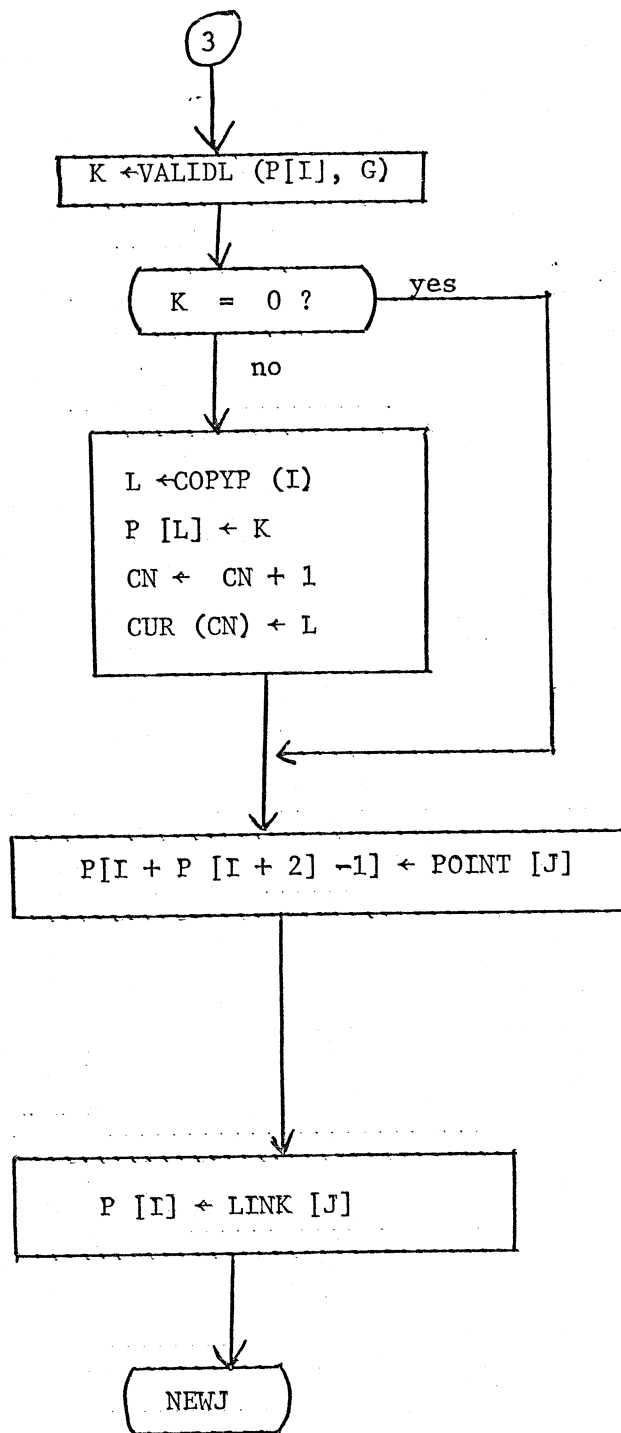 3
K ←VALIDL (P[I], G)
K = 0 ?
yes
no
L ←COPYP (I)
P [L] ← K
CN ← CN + 1
CUR (CN) ← L
P[I + P [I + 2] -1] ← POINT [J]
P [I] ← LINK [J]
NEWJ